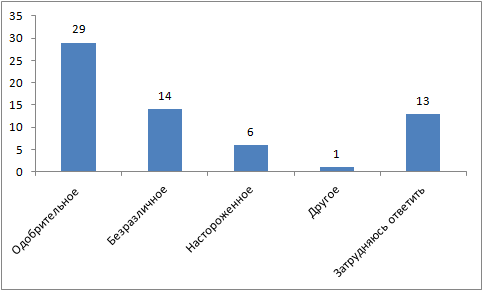 35
30
25
20
15
10
5
0
29
14
6
1
13
Одобрительное
Безразличное
Настороженное
Другое
Затрудняюсь ответить